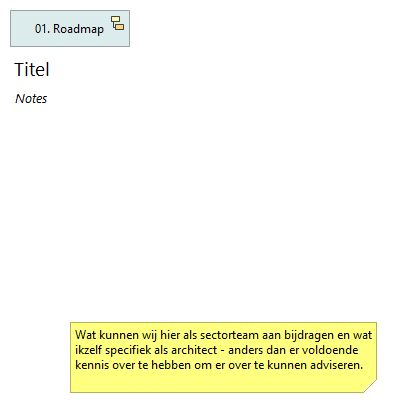 01. Roadmap
Titel
Notes
Wat kunnen wij hier als sectorteam aan bijdragen en wat
ikzelf specifiek als architect - anders dan er voldoende
kennis over te hebben om er over te kunnen adviseren.